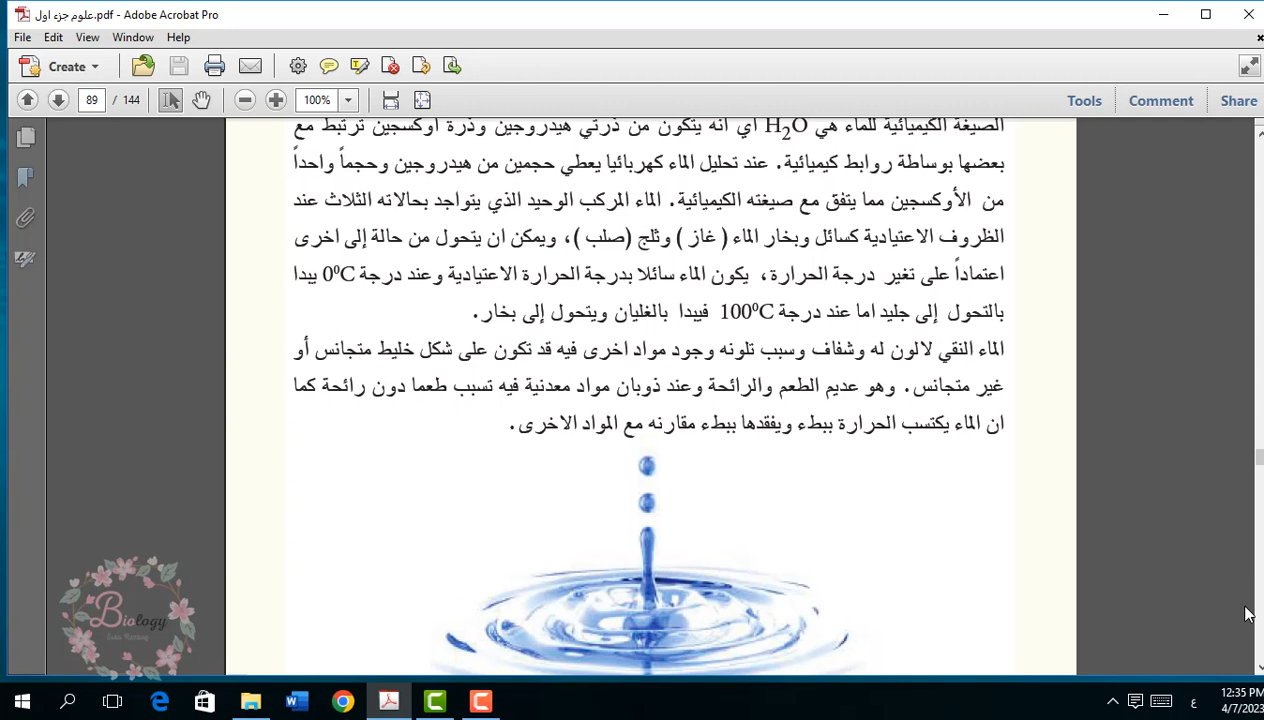 علوم جزء اول.pdf - Adobe Acrobat Pro
File Edit View Window Help
Create
89 / 144 100% Tools Comment Share
الصيغة الكيميائية للماء هي H2O اي انه يتكون من ذرتي هيدروجين وذرة اوكسجين ترتبط مع
بعضها بوساطة روابط كيميائية. عند تحليل الماء كهربائيا يعطي حجمين من هيدروجين وحجماً واحداً
من الأوكسجين مما يتفق مع صيغته الكيميائية. الماء المركب الوحيد الذي يتواجد بحالاته الثلاث عند
الظروف الاعتيادية كسائل وبخار الماء ( غاز ) وثلج (صلب )، ويمكن ان يتحول من حالة إلى اخرى
اعتماداً على تغير درجة الحرارة، يكون الماء سائلا بدرجة الحرارة الاعتيادية وعند درجة 0⁰C يبدا
بالتحول إلى جليد اما عند درجة 100⁰C فيبدا بالغليان ويتحول إلى بخار.
الماء النقي لالون له وشفاف وسبب تلونه وجود مواد اخرى فيه قد تكون على شكل خليط متجانس أو
غير متجانس. وهو عديم الطعم والرائحة وعند ذوبان مواد معدنية فيه تسبب طعما دون رائحة كما
ان الماء يكتسب الحرارة ببطء ويفقدها ببطء مقارنه مع المواد الاخرى.
Biology
ع
12:35 PM
4/7/2023